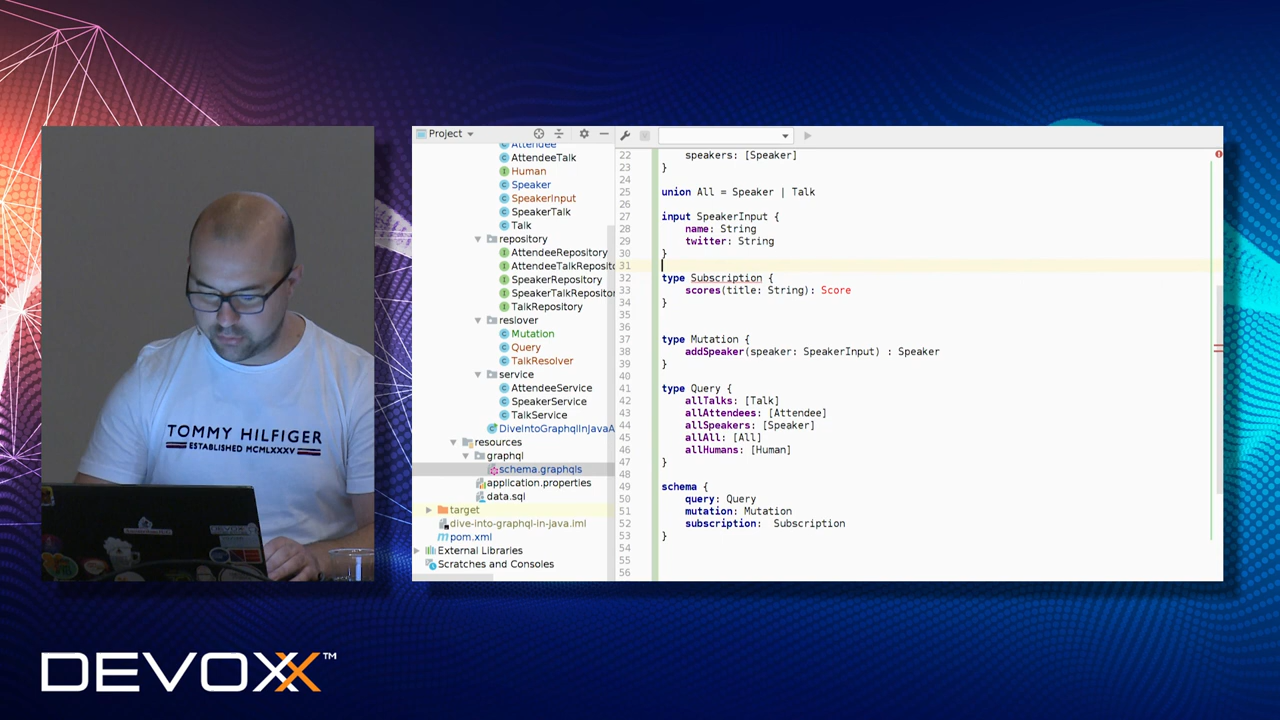 TOMMY HILFIGER
ESTABLISHED MCMLXXXV
DEVOXX
DEVOXX™
Project
Attendee
AttendeeTalk
Human
Speaker
SpeakerInput
SpeakerTalk
Talk
repository
AttendeeRepository
AttendeeTalkReposito
SpeakerRepository
SpeakerTalkRepositor
TalkRepository
reslover
Mutation
Query
TalkResolver
service
AttendeeService
SpeakerService
TalkService
DiveIntoGraphqlInJavaA
resources
graphql
schema.graphqls
application.properties
data.sql
target
dive-into-graphql-in-java.iml
pom.xml
External Libraries
Scratches and Consoles
22 speakers: [Speaker]
23 }
24
25 union All = Speaker | Talk
26
27 input SpeakerInput {
28 name: String
29 twitter: String
30 }
31
32 type Subscription {
33 scores(title: String): Score
34 }
35
36
37 type Mutation {
38 addSpeaker(speaker: SpeakerInput) : Speaker
39 }
40
41 type Query {
42 allTalks: [Talk]
43 allAttendees: [Attendee]
44 allSpeakers: [Speaker]
45 allAll: [All]
46 allHumans: [Human]
47 }
48
49 schema {
50 query: Query
51 mutation: Mutation
52 subscription:  Subscription
53 }
54
55
56